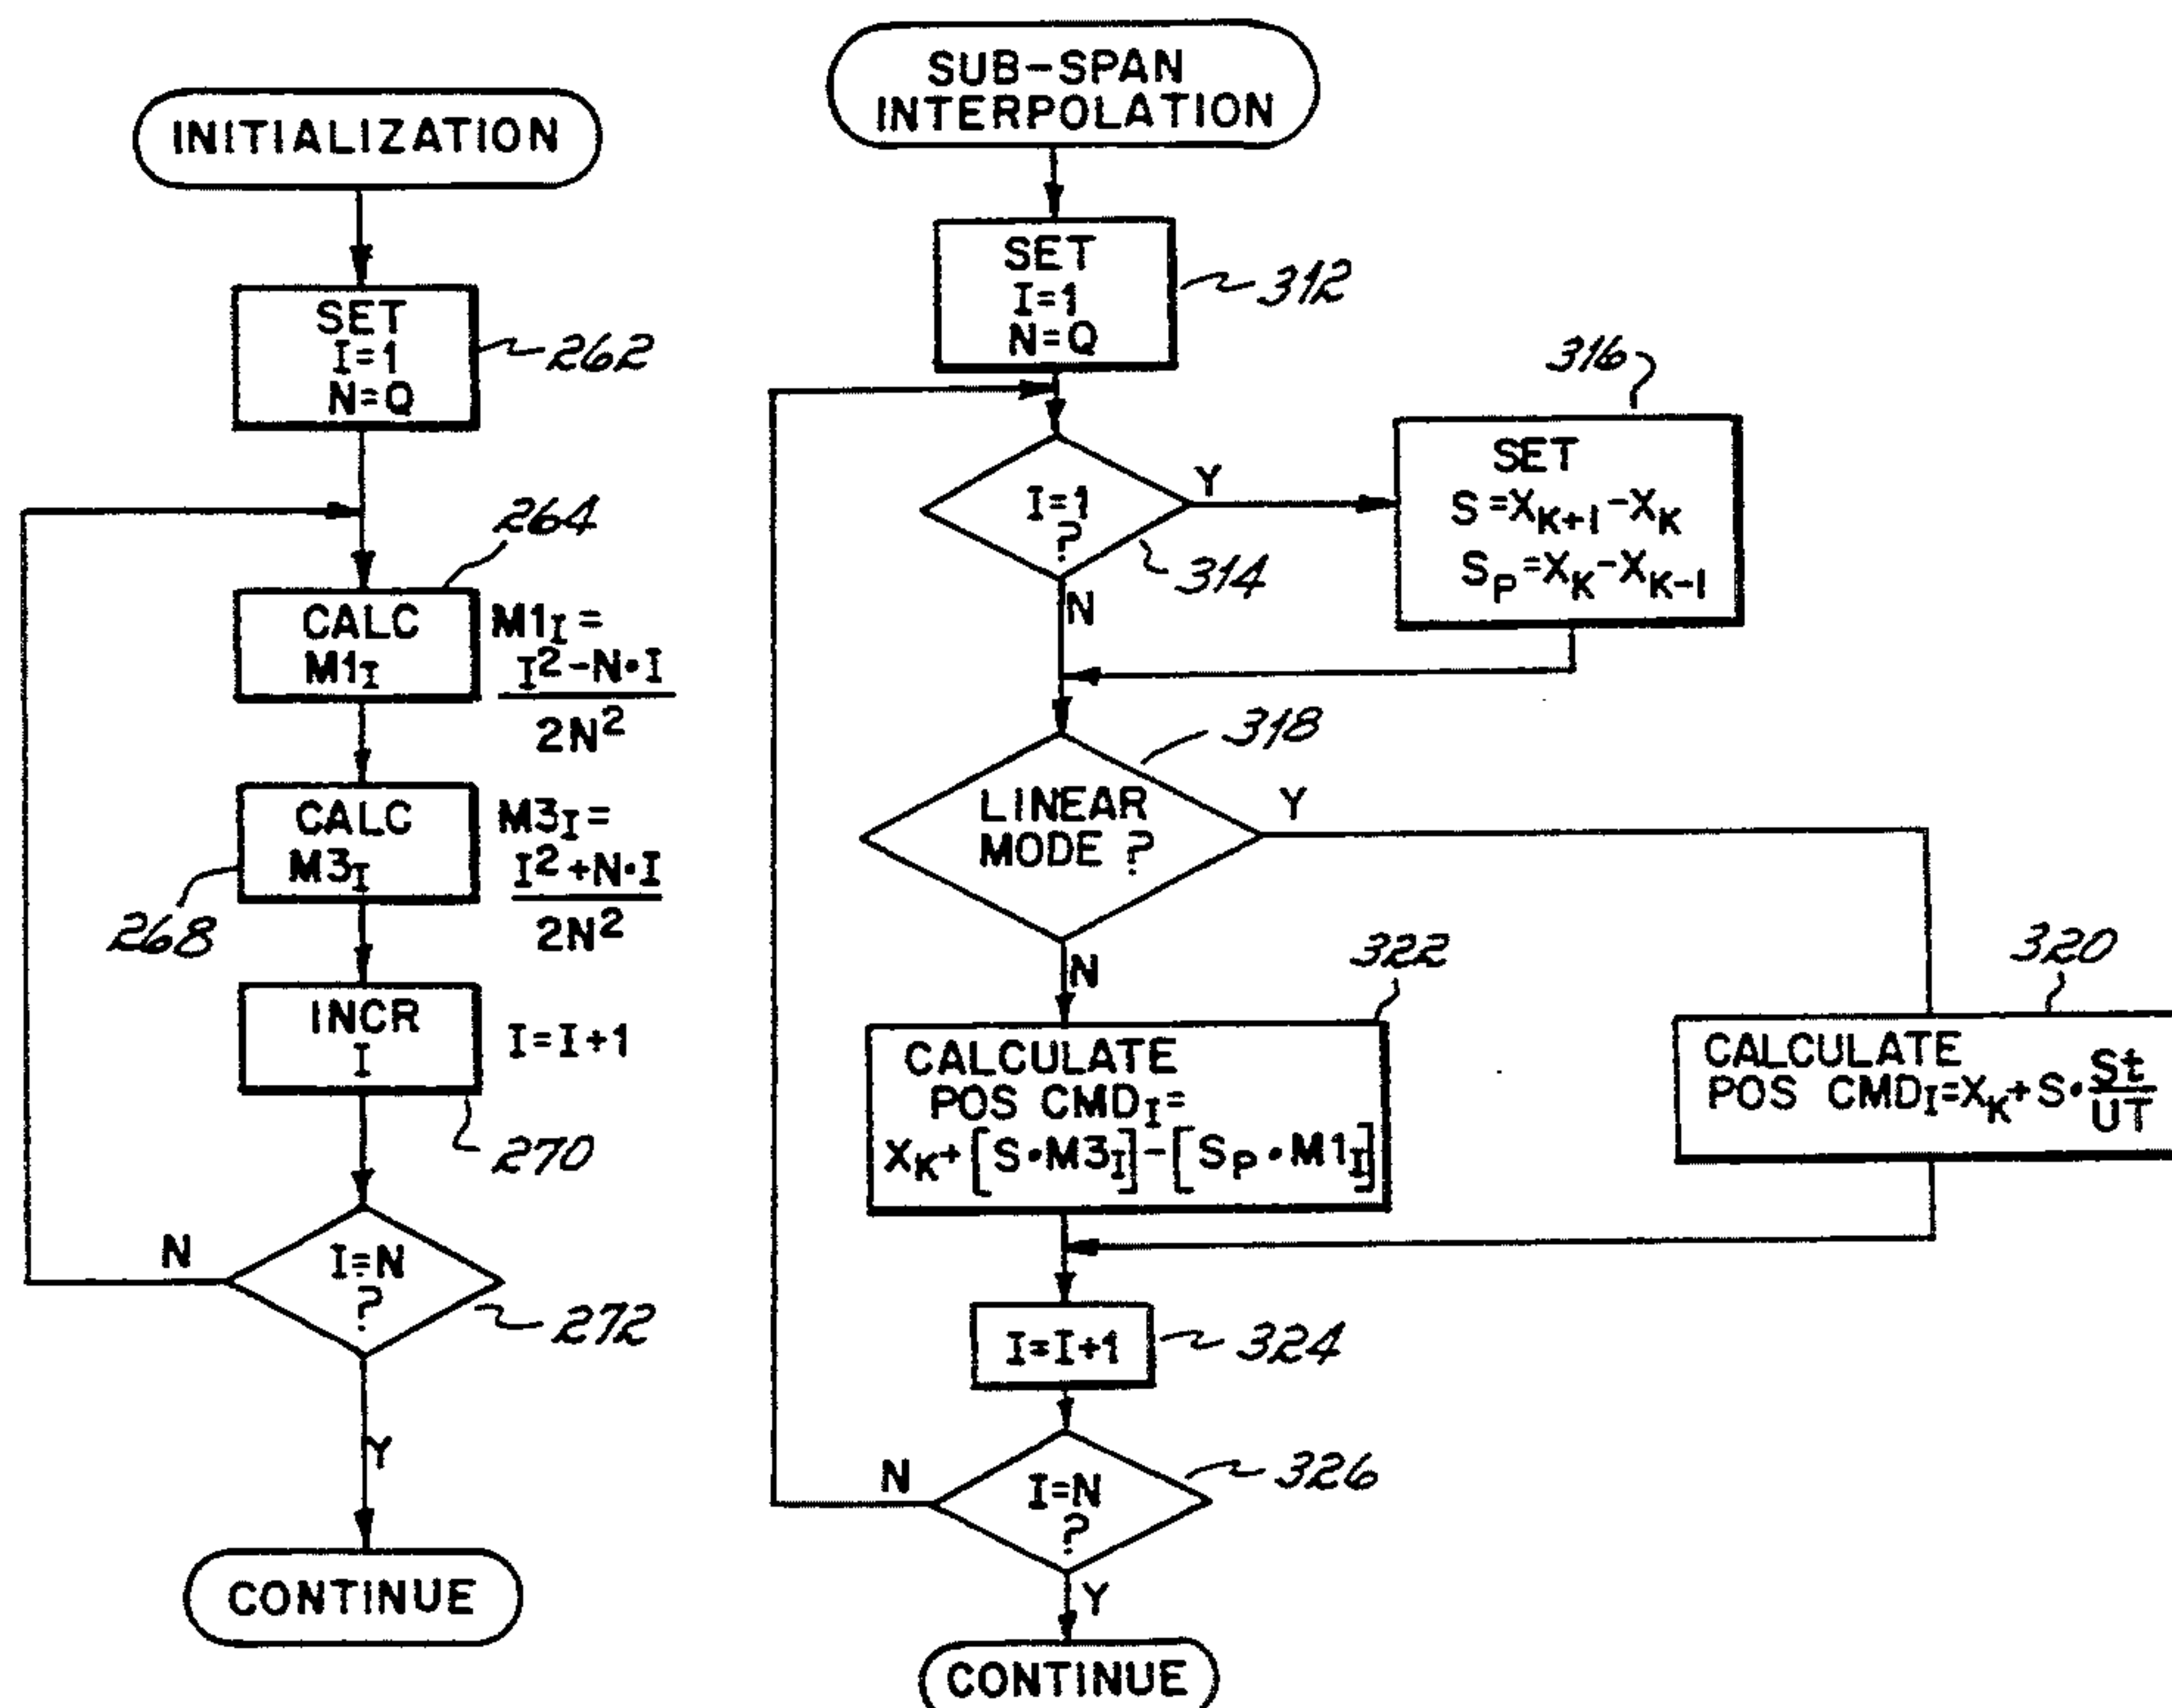 INITIALIZATION
SET
I=1
N=Q
262
264
CALC
M1I
M1I=
I²-N•I
2N²
CALC
M3I
M3I=
I²+N•I
2N²
268
INCR
I
I=I+1
270
I=N
?
N
272
Y
CONTINUE
SUB-SPAN
INTERPOLATION
SET
I=1
N=Q
312
I=1
?
Y
314
N
316
SET
S=XK+1-XK
SP=XK-XK-1
318
LINEAR
MODE ?
Y
N
322
CALCULATE
POS CMDI=
XK+[S•M3I]-[SP•M1I]
320
CALCULATE
POS CMDI=XK+S•St/UT
I=I+1
324
I=N
?
N
326
Y
CONTINUE